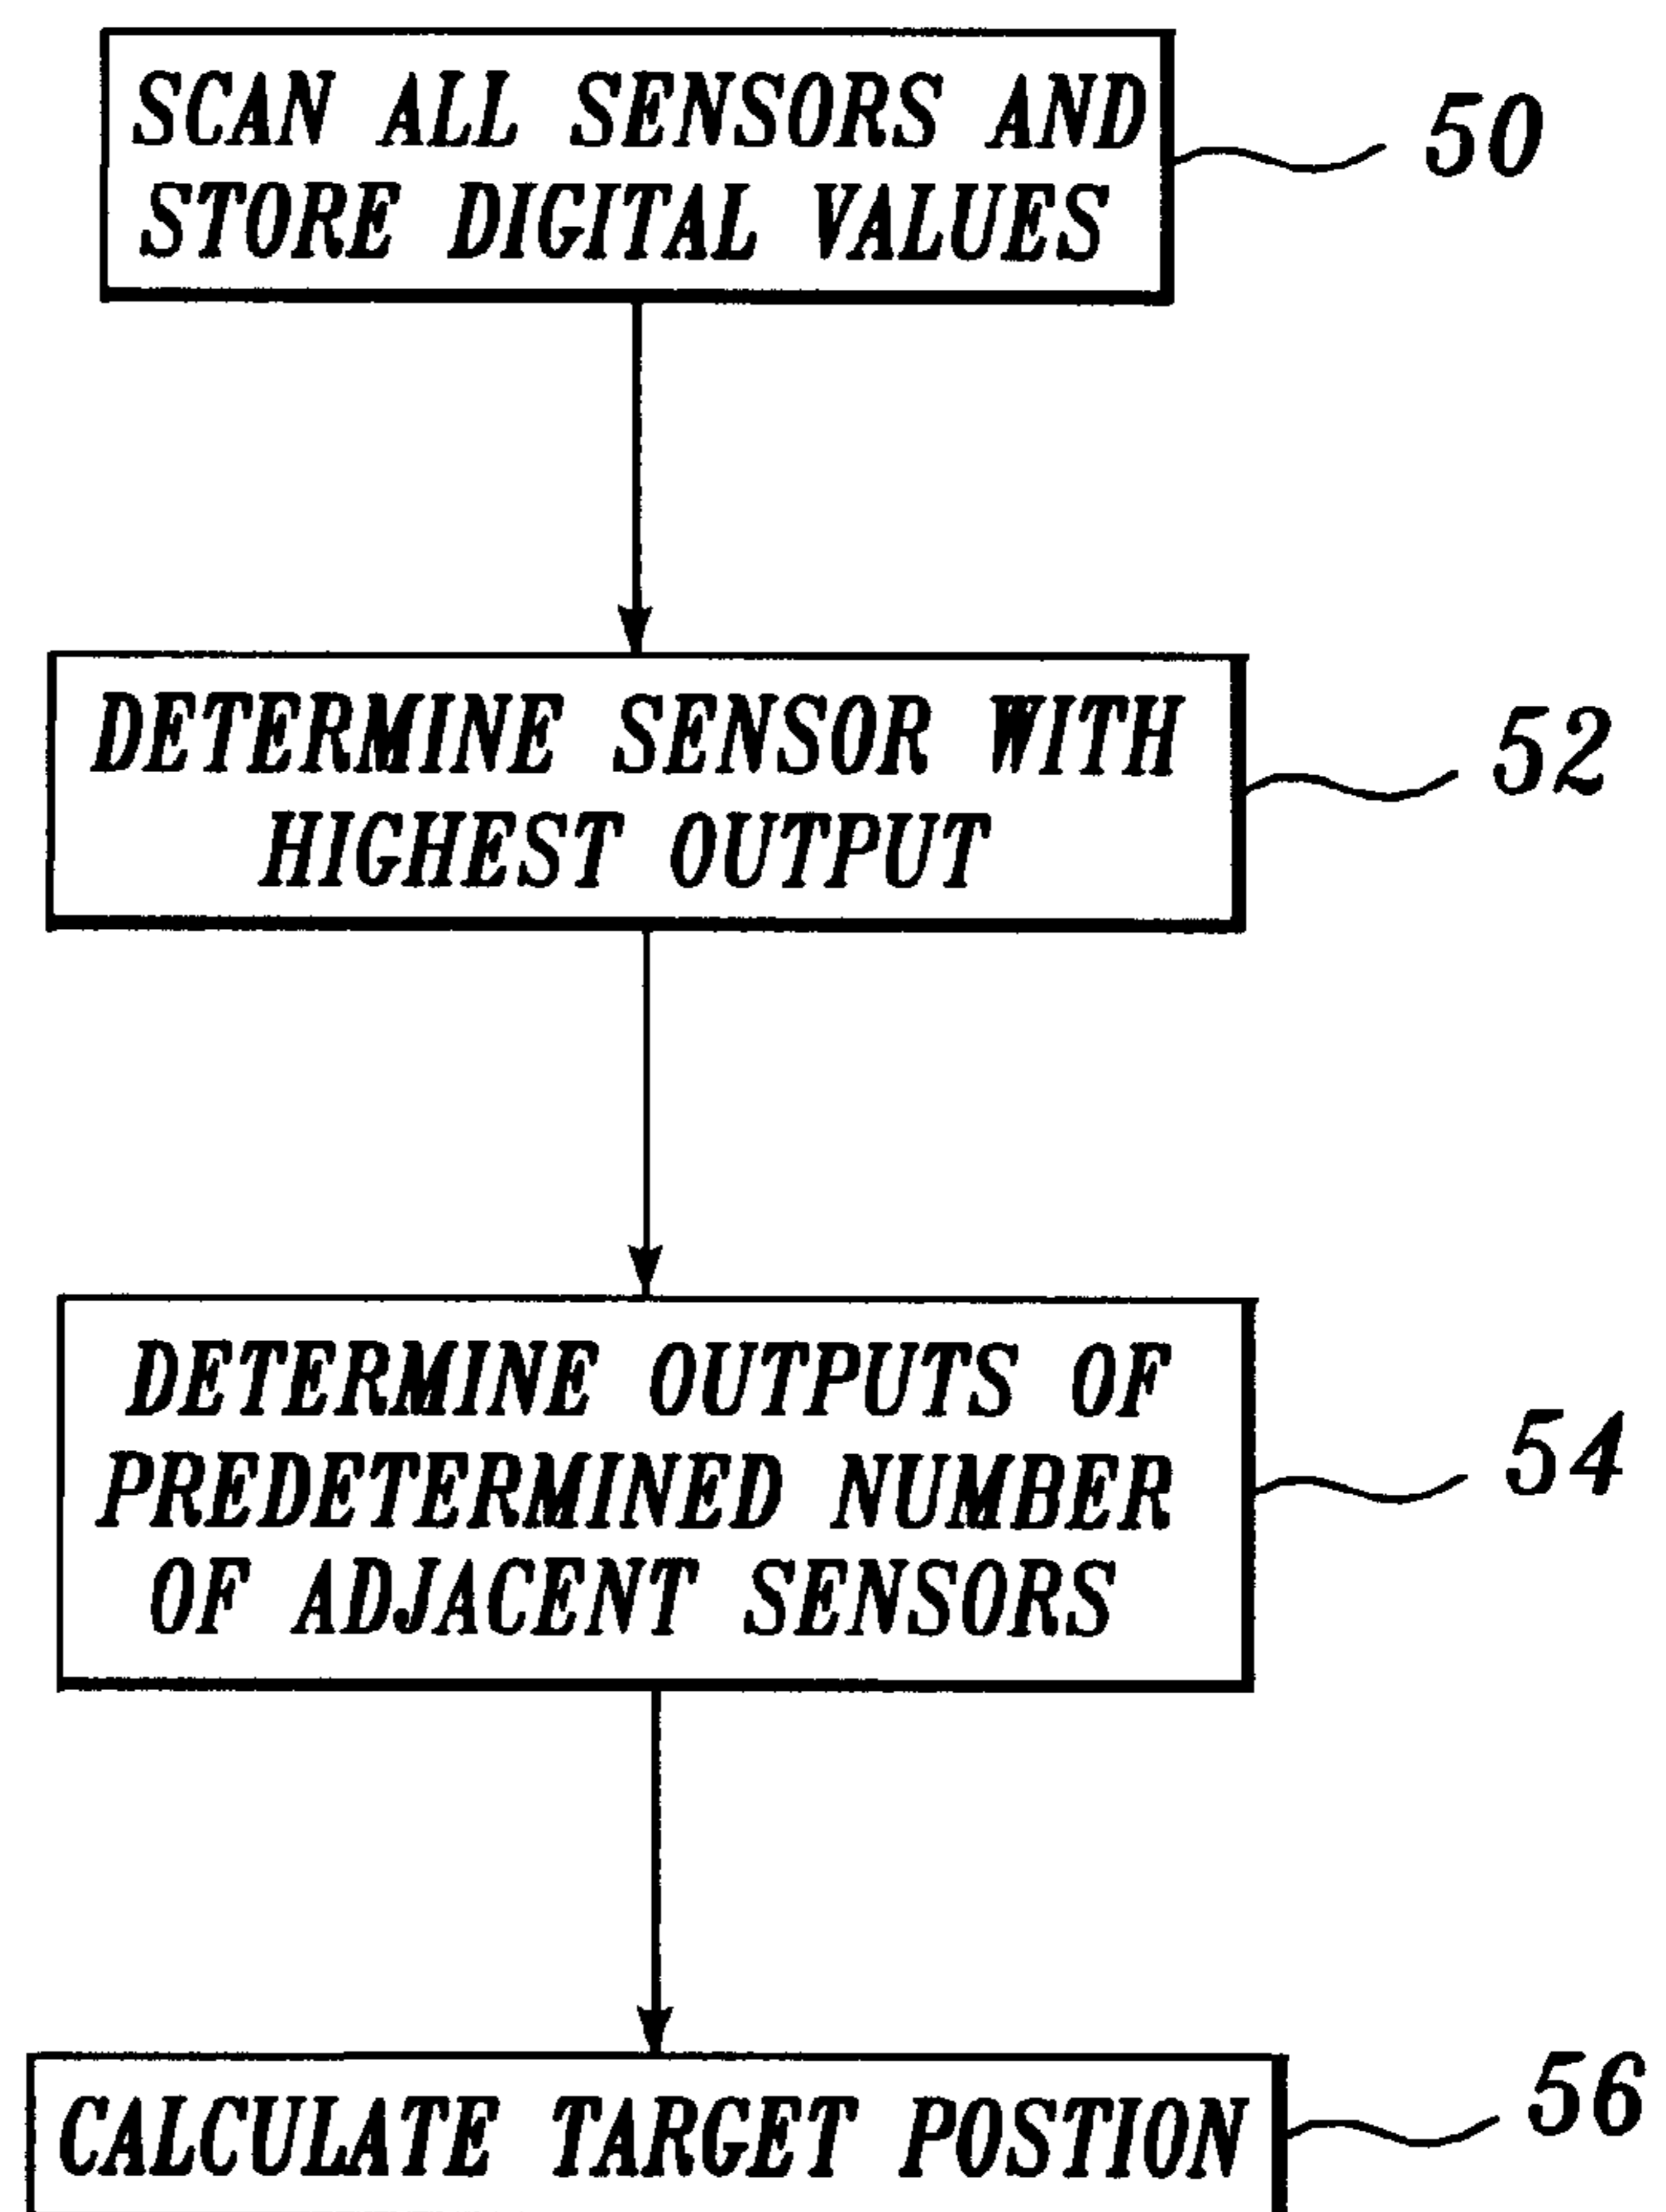 SCAN ALL SENSORS AND
STORE DIGITAL VALUES
50
DETERMINE SENSOR WITH
HIGHEST OUTPUT
52
DETERMINE OUTPUTS OF
PREDETERMINED NUMBER
OF ADJACENT SENSORS
54
CALCULATE TARGET POSTION
56